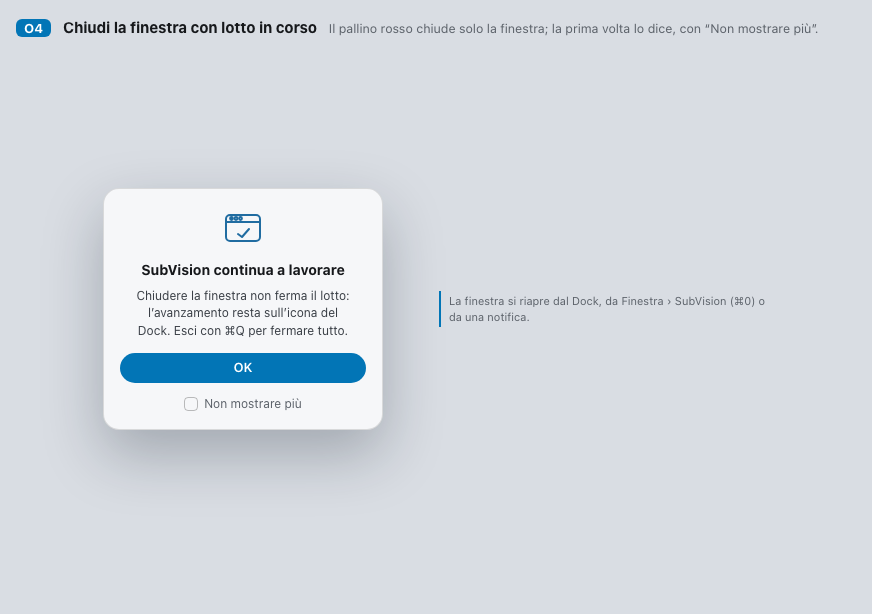 O4 Chiudi la finestra con lotto in corso Il pallino rosso chiude solo la finestra; la prima volta lo dice, con “Non mostrare più”.
SubVision continua a lavorare
Chiudere la finestra non ferma il lotto:
l’avanzamento resta sull’icona del
Dock. Esci con ⌘Q per fermare tutto.
OK
Non mostrare più
La finestra si riapre dal Dock, da Finestra › SubVision (⌘0) o
da una notifica.